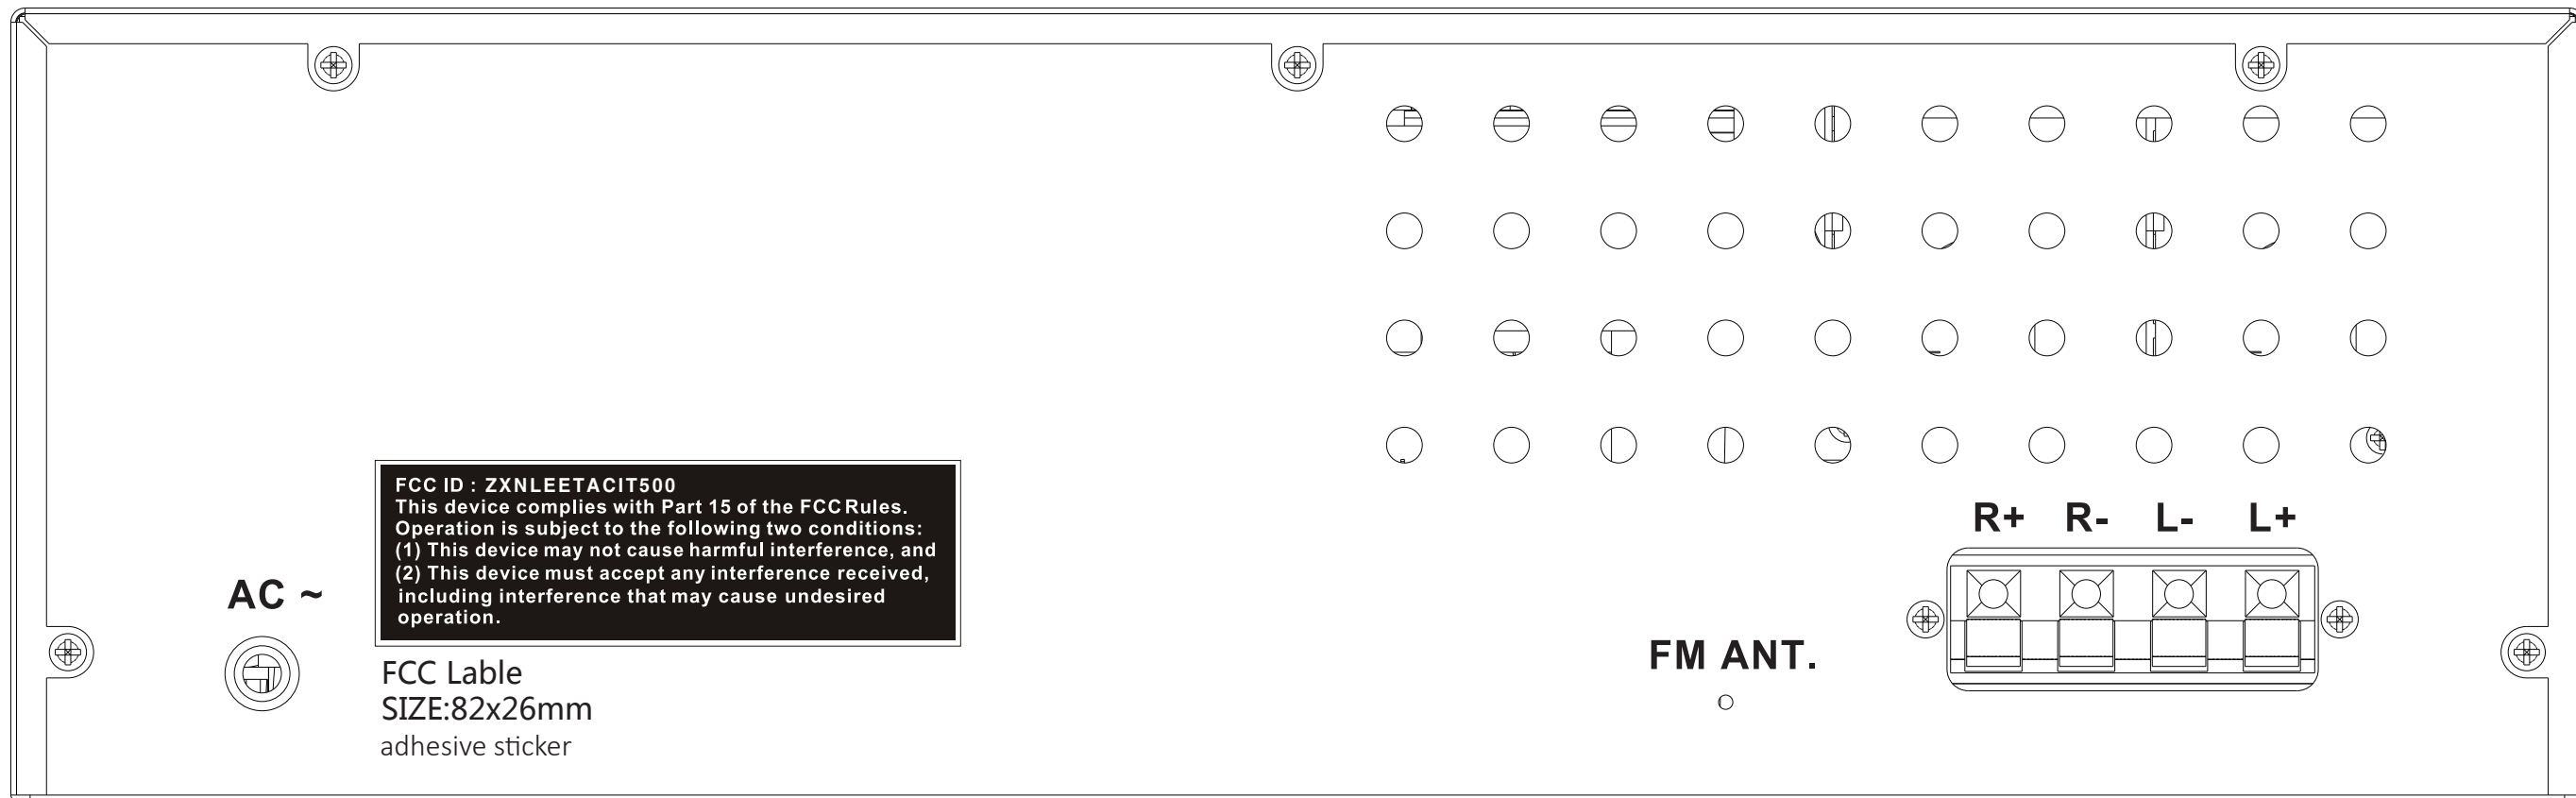 R+ R- L- L+
FCC ID : ZXNLEETACIT500
This device complies with Part 15 of the FCC Rules.
Operation is subject to the following two conditions:
(1) This device may not cause harmful interference, and
(2) This device must accept any interference received,
including interference that may cause undesired
operation.
AC ~
FCC Lable
SIZE:82x26mm
adhesive sticker
FM ANT.